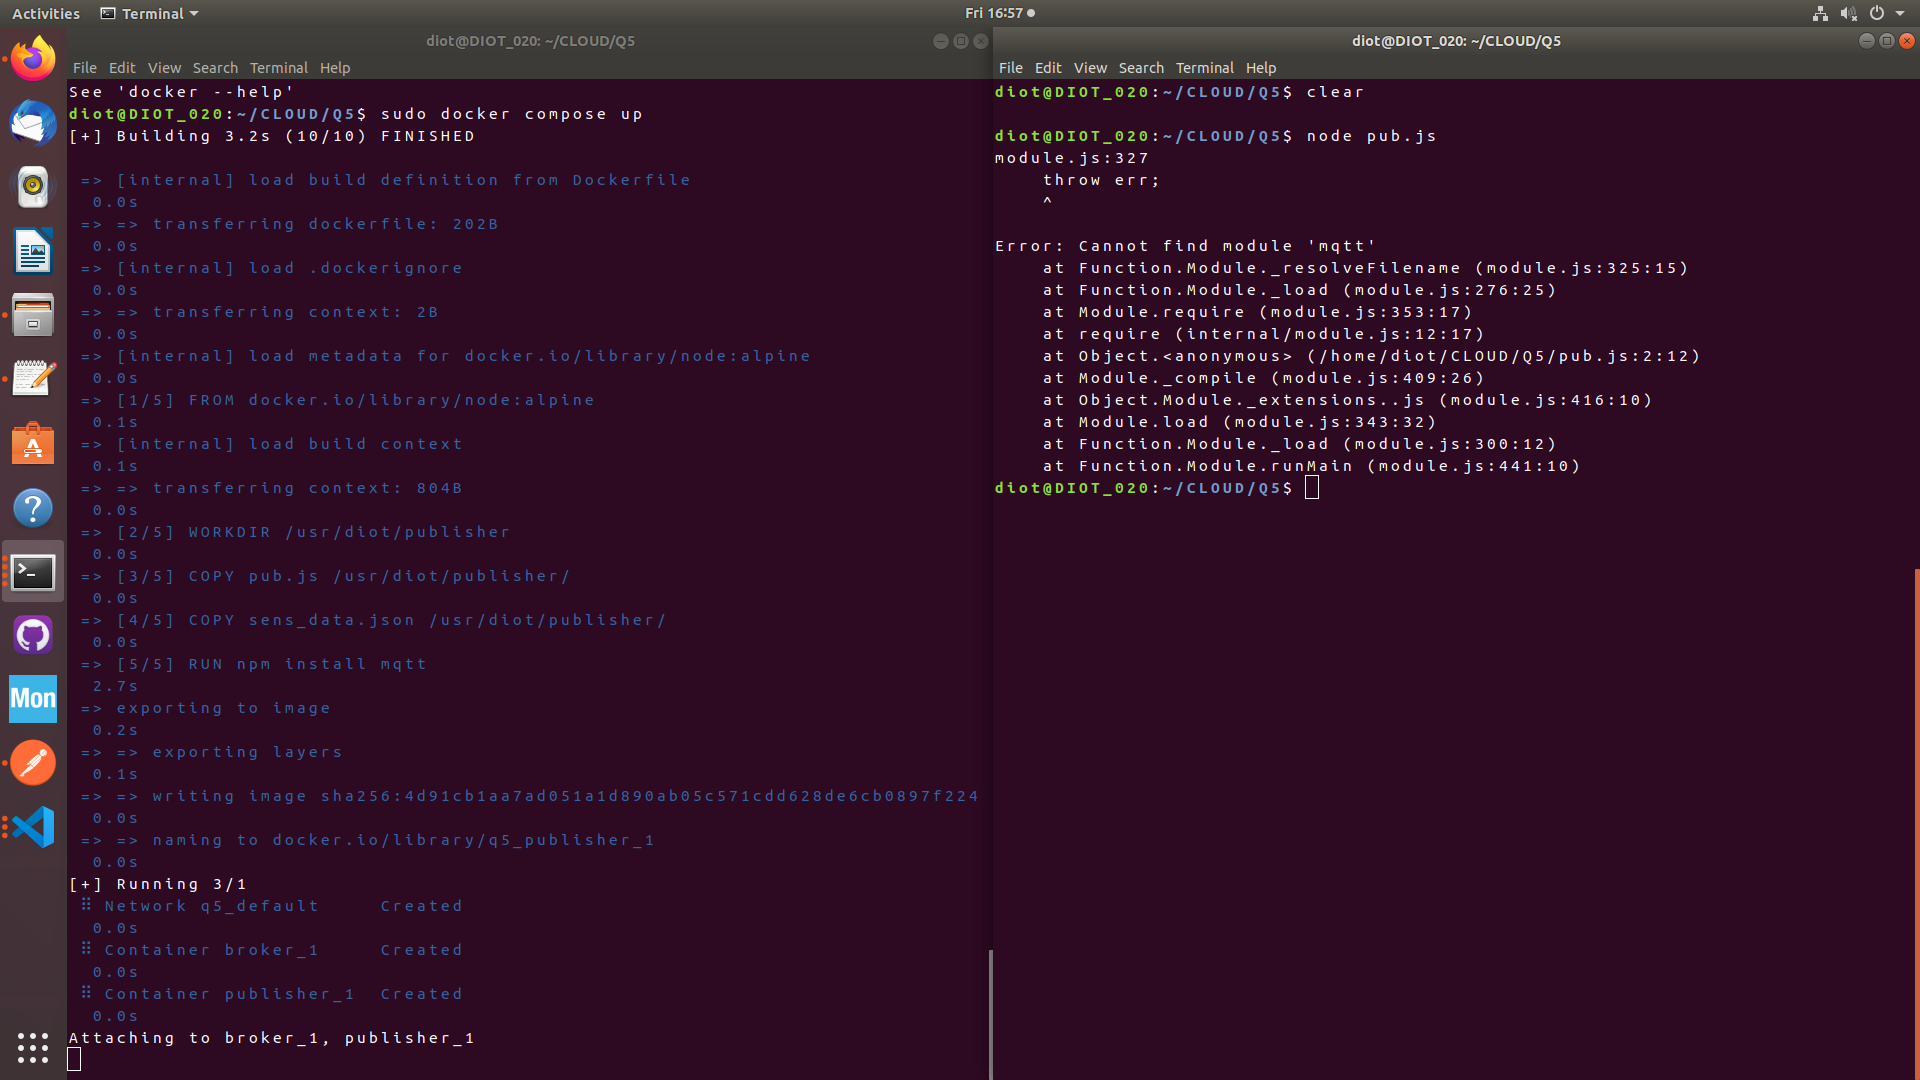 Activities
Terminal
Fri 16:57
diot@DIOT_020: ~/CLOUD/Q5
File Edit View Search Terminal Help
See 'docker --help'
diot@DIOT_020:~/CLOUD/Q5$ sudo docker compose up
[+] Building 3.2s (10/10) FINISHED
=> [internal] load build definition from Dockerfile
0.0s
=> => transferring dockerfile: 202B
0.0s
=> [internal] load .dockerignore
0.0s
=> => transferring context: 2B
0.0s
=> [internal] load metadata for docker.io/library/node:alpine
0.0s
=> [1/5] FROM docker.io/library/node:alpine
0.1s
=> [internal] load build context
0.1s
=> => transferring context: 804B
0.0s
=> [2/5] WORKDIR /usr/diot/publisher
0.0s
=> [3/5] COPY pub.js /usr/diot/publisher/
0.0s
=> [4/5] COPY sens_data.json /usr/diot/publisher/
0.0s
=> [5/5] RUN npm install mqtt
2.7s
=> exporting to image
0.2s
=> => exporting layers
0.1s
=> => writing image sha256:4d91cb1aa7ad051a1d890ab05c571cdd628de6cb0897f224
0.0s
=> => naming to docker.io/library/q5_publisher_1
0.0s
[+] Running 3/1
⠿ Network q5_default Created
0.0s
⠿ Container broker_1 Created
0.0s
⠿ Container publisher_1 Created
0.0s
Attaching to broker_1, publisher_1
diot@DIOT_020: ~/CLOUD/Q5
File Edit View Search Terminal Help
diot@DIOT_020:~/CLOUD/Q5$ clear
diot@DIOT_020:~/CLOUD/Q5$ node pub.js
module.js:327
throw err;
^
Error: Cannot find module 'mqtt'
at Function.Module._resolveFilename (module.js:325:15)
at Function.Module._load (module.js:276:25)
at Module.require (module.js:353:17)
at require (internal/module.js:12:17)
at Object.<anonymous> (/home/diot/CLOUD/Q5/pub.js:2:12)
at Module._compile (module.js:409:26)
at Object.Module._extensions..js (module.js:416:10)
at Module.load (module.js:343:32)
at Function.Module._load (module.js:300:12)
at Function.Module.runMain (module.js:441:10)
diot@DIOT_020:~/CLOUD/Q5$
Mon